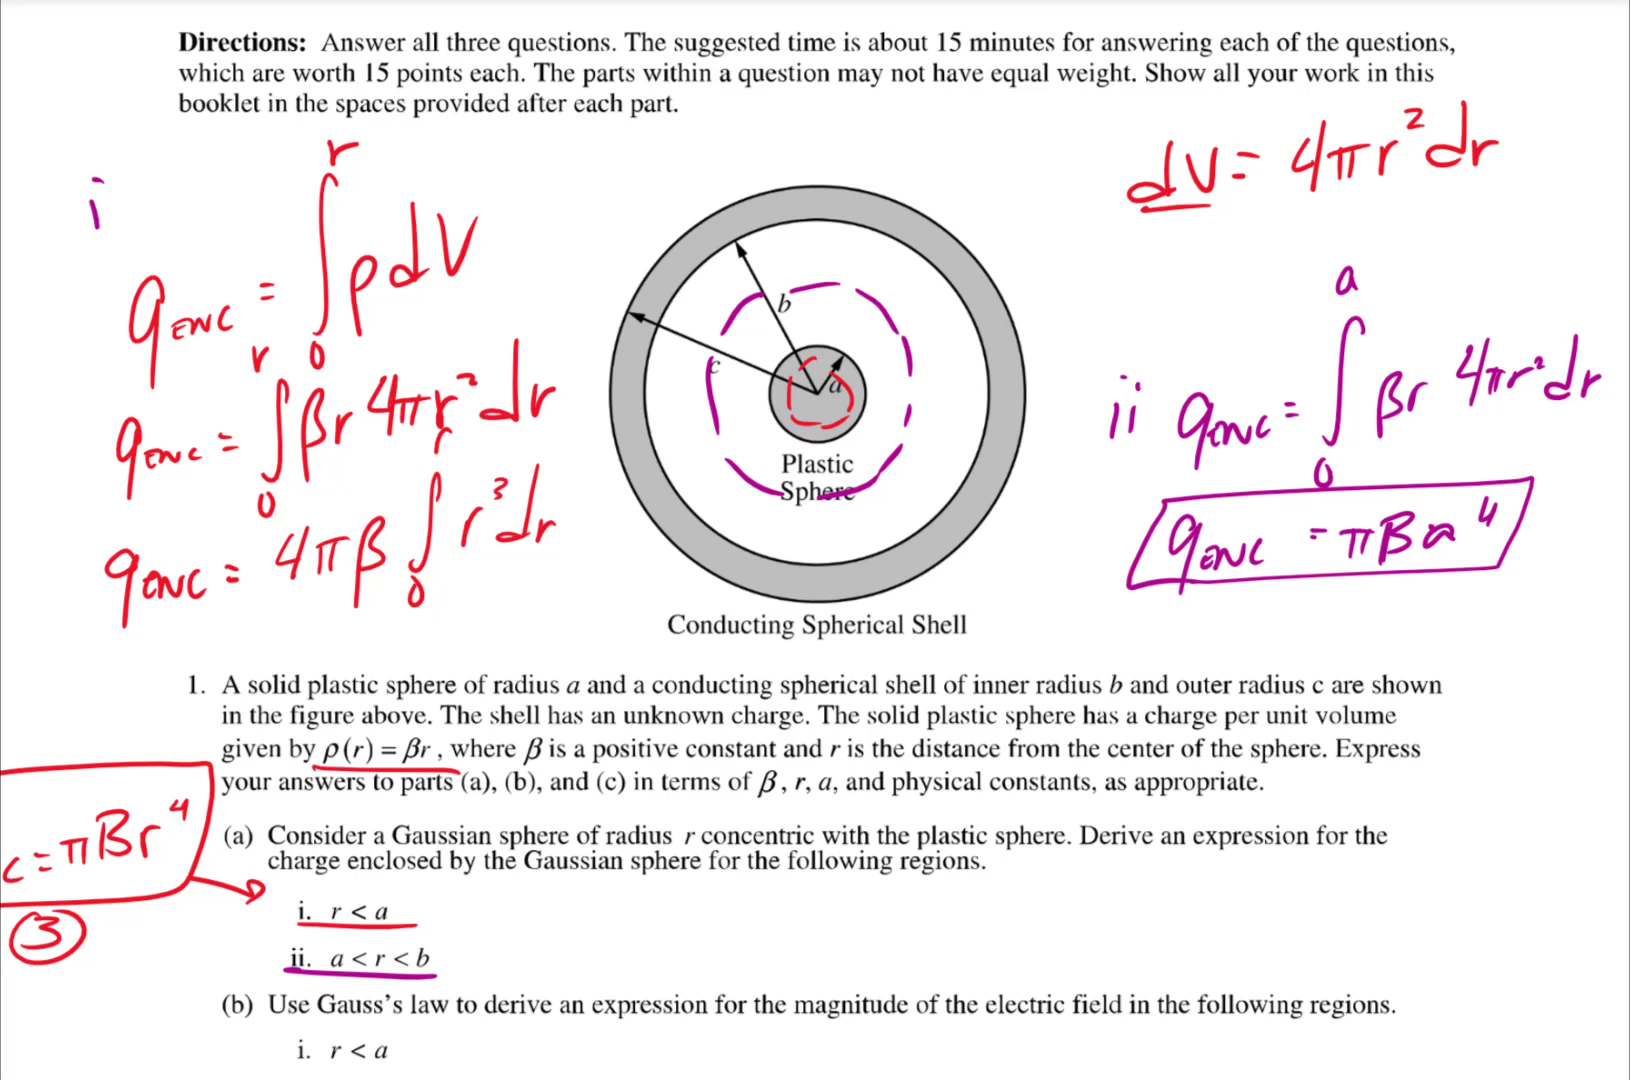 Directions: Answer all three questions. The suggested time is about 15 minutes for answering each of the questions,
which are worth 15 points each. The parts within a question may not have equal weight. Show all your work in this
booklet in the spaces provided after each part.
dV = 4πr²dr
i
qENC = ∫₀ʳ ρdV
qENC = ∫₀ʳ βr 4πr²dr
qENC = 4πβ ∫₀ʳ r³dr
b
c
a
Plastic
Sphere
Conducting Spherical Shell
ii qENC = ∫₀ᵃ βr 4πr²dr
qENC = πβa⁴
1. A solid plastic sphere of radius a and a conducting spherical shell of inner radius b and outer radius c are shown
in the figure above. The shell has an unknown charge. The solid plastic sphere has a charge per unit volume
given by ρ(r) = βr, where β is a positive constant and r is the distance from the center of the sphere. Express
your answers to parts (a), (b), and (c) in terms of β, r, a, and physical constants, as appropriate.
c = πβr⁴
③
(a) Consider a Gaussian sphere of radius r concentric with the plastic sphere. Derive an expression for the
charge enclosed by the Gaussian sphere for the following regions.
i. r < a
ii. a < r < b
(b) Use Gauss’s law to derive an expression for the magnitude of the electric field in the following regions.
i. r < a